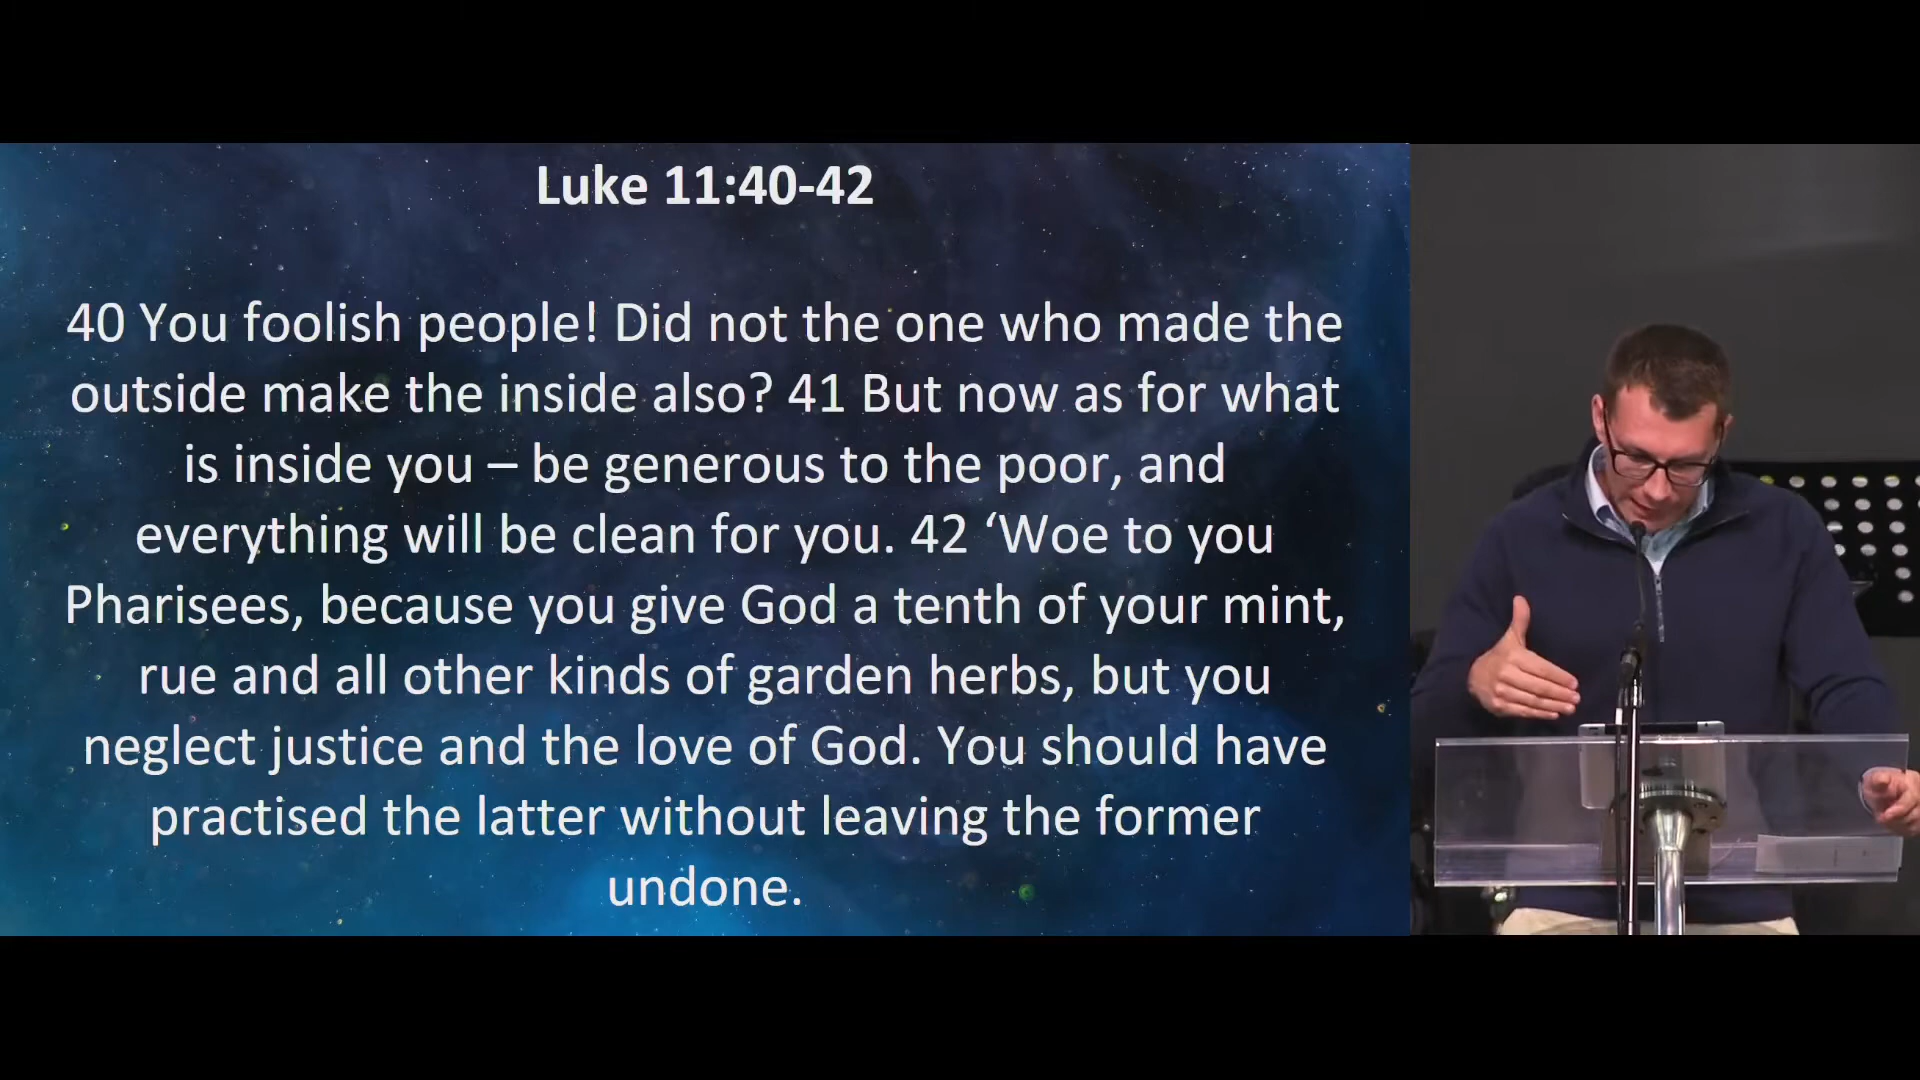 Luke 11:40-42
40 You foolish people! Did not the one who made the
outside make the inside also? 41 But now as for what
is inside you – be generous to the poor, and
everything will be clean for you. 42 ‘Woe to you
Pharisees, because you give God a tenth of your mint,
rue and all other kinds of garden herbs, but you
neglect justice and the love of God. You should have
practised the latter without leaving the former
undone.